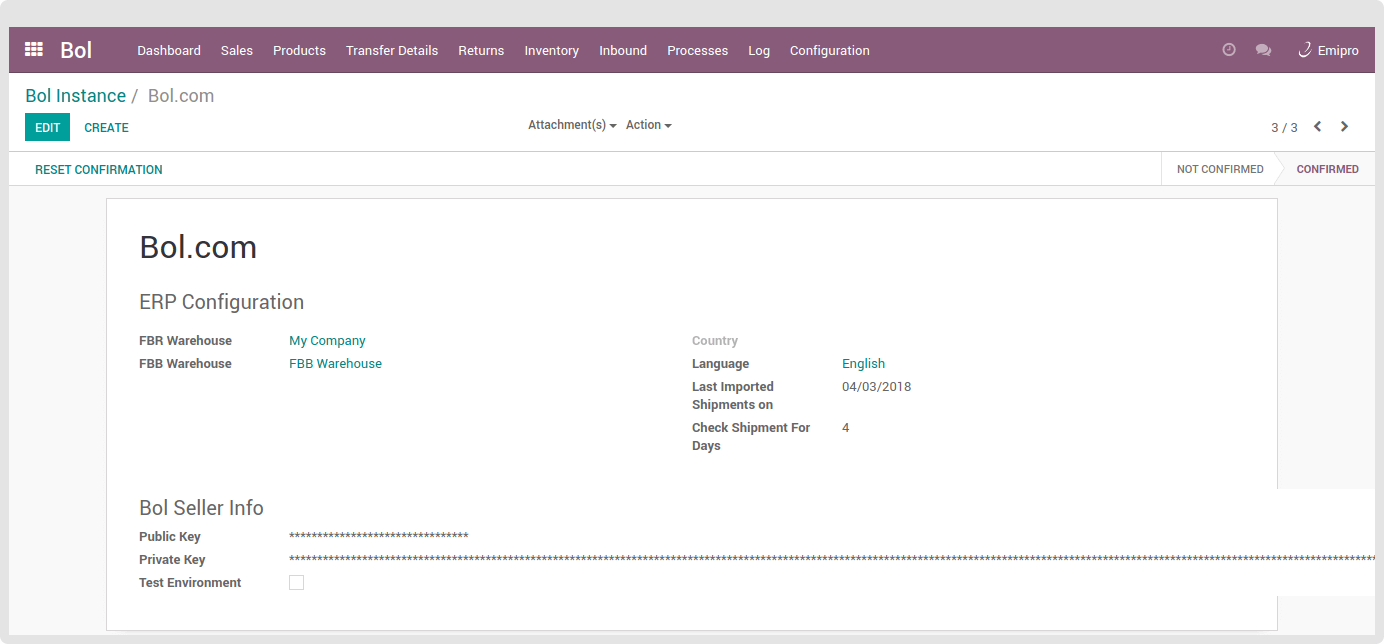 Bol Dashboard Sales Products Transfer Details Returns Inventory Inbound Processes Log Configuration Emipro
Bol Instance / Bol.com
EDIT CREATE Attachment(s) Action 3 / 3
RESET CONFIRMATION NOT CONFIRMED CONFIRMED
Bol.com
ERP Configuration
FBR Warehouse My Company Country
FBB Warehouse FBB Warehouse Language English
Last Imported Shipments on 04/03/2018
Check Shipment For Days 4
Bol Seller Info
Public Key ********************************
Private Key
Test Environment